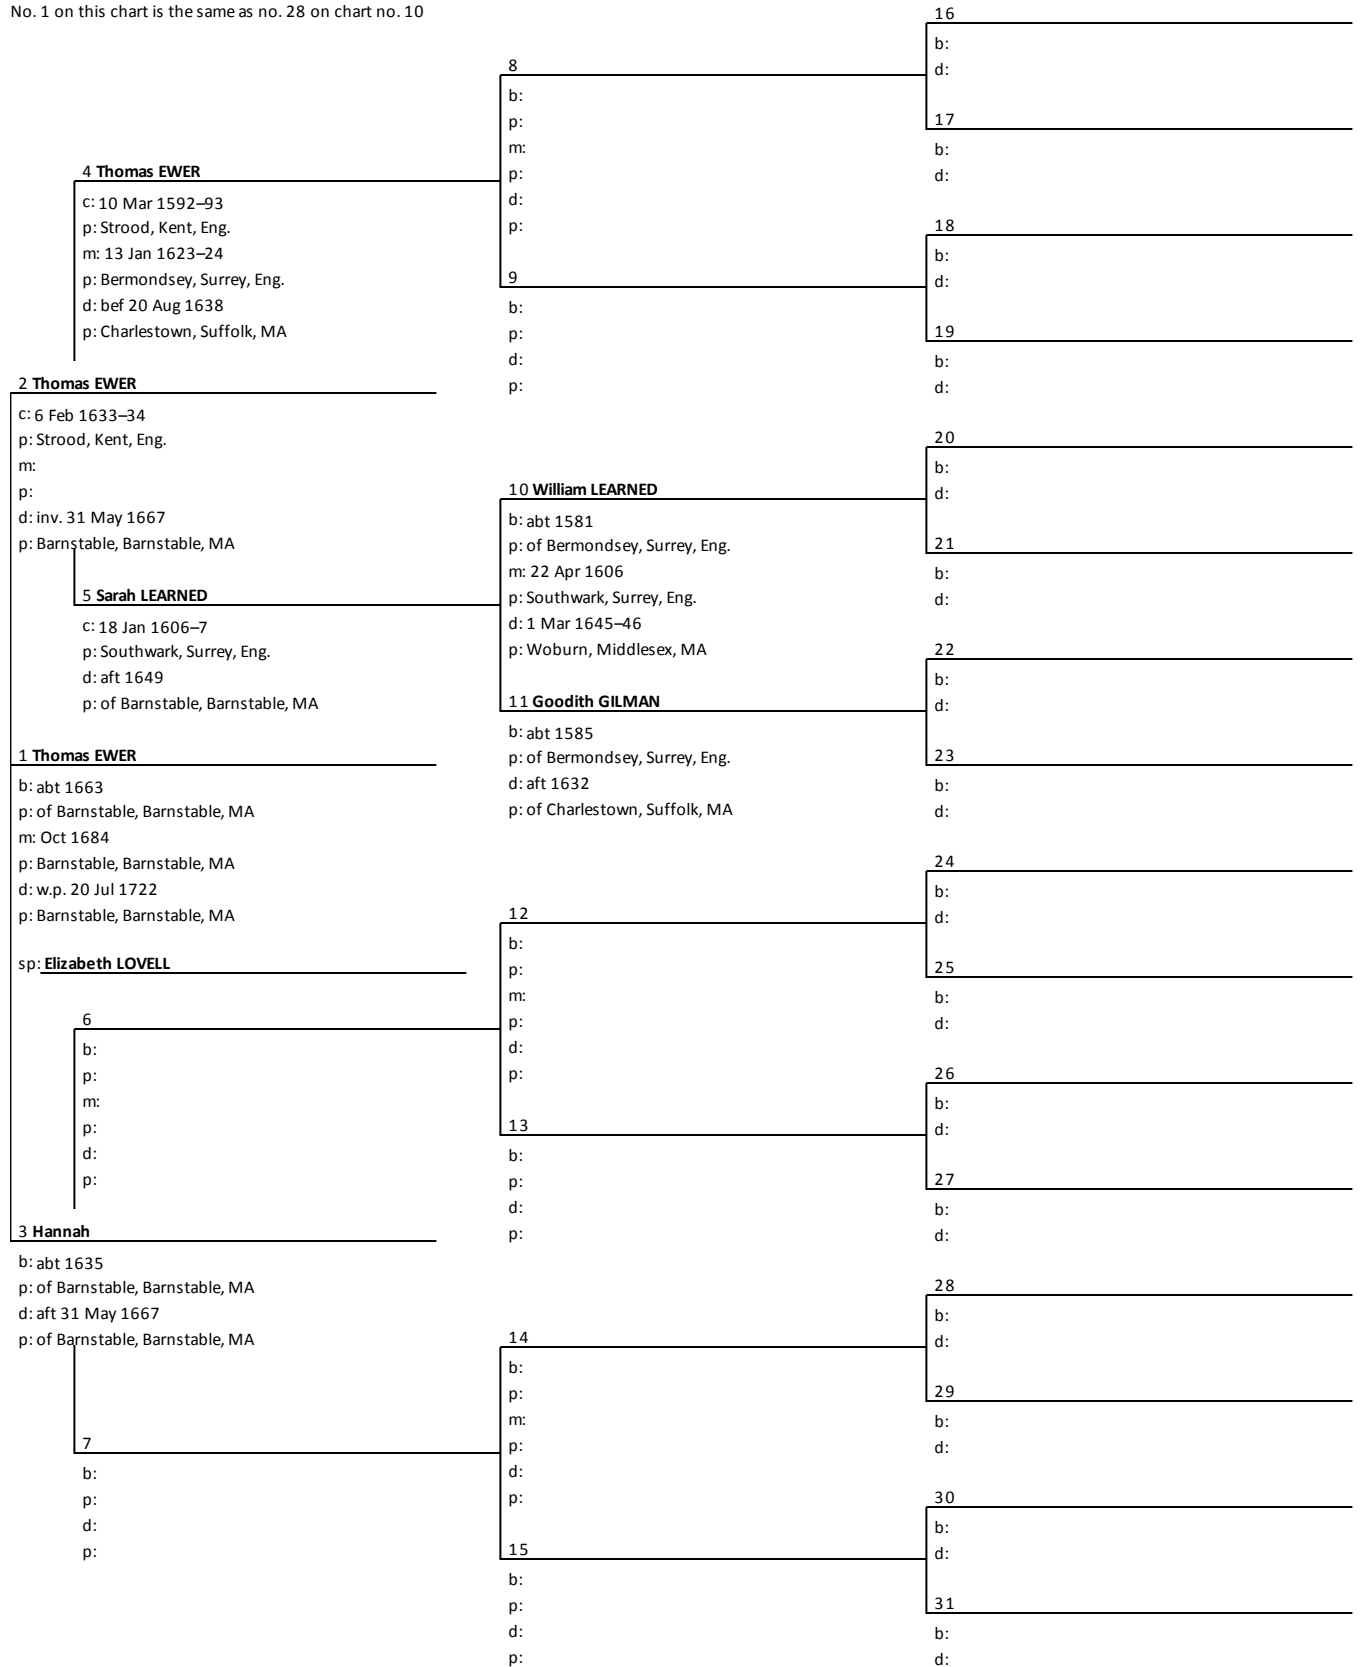 No. 1 on this chart is the same as no. 28 on chart no. 10
16
b:
d:
8
b:
p:
m:
p:
d:
p:
17
b:
d:
4 Thomas EWER
c: 10 Mar 1592–93
p: Strood, Kent, Eng.
m: 13 Jan 1623–24
p: Bermondsey, Surrey, Eng.
d: bef 20 Aug 1638
p: Charlestown, Suffolk, MA
18
b:
d:
9
b:
p:
d:
p:
19
b:
d:
2 Thomas EWER
c: 6 Feb 1633–34
p: Strood, Kent, Eng.
m:
p:
d: inv. 31 May 1667
p: Barnstable, Barnstable, MA
20
b:
d:
10 William LEARNED
b: abt 1581
p: of Bermondsey, Surrey, Eng.
m: 22 Apr 1606
p: Southwark, Surrey, Eng.
d: 1 Mar 1645–46
p: Woburn, Middlesex, MA
21
b:
d:
5 Sarah LEARNED
c: 18 Jan 1606–7
p: Southwark, Surrey, Eng.
d: aft 1649
p: of Barnstable, Barnstable, MA
22
b:
d:
11 Goodith GILMAN
b: abt 1585
p: of Bermondsey, Surrey, Eng.
d: aft 1632
p: of Charlestown, Suffolk, MA
23
b:
d:
1 Thomas EWER
b: abt 1663
p: of Barnstable, Barnstable, MA
m: Oct 1684
p: Barnstable, Barnstable, MA
d: w.p. 20 Jul 1722
p: Barnstable, Barnstable, MA
sp: Elizabeth LOVELL
24
b:
d:
12
b:
p:
m:
p:
d:
p:
25
b:
d:
6
b:
p:
m:
p:
d:
p:
26
b:
d:
13
b:
p:
d:
p:
27
b:
d:
3 Hannah
b: abt 1635
p: of Barnstable, Barnstable, MA
d: aft 31 May 1667
p: of Barnstable, Barnstable, MA
28
b:
d:
14
b:
p:
m:
p:
d:
p:
29
b:
d:
7
b:
p:
d:
p:
30
b:
d:
15
b:
p:
d:
p:
31
b:
d: